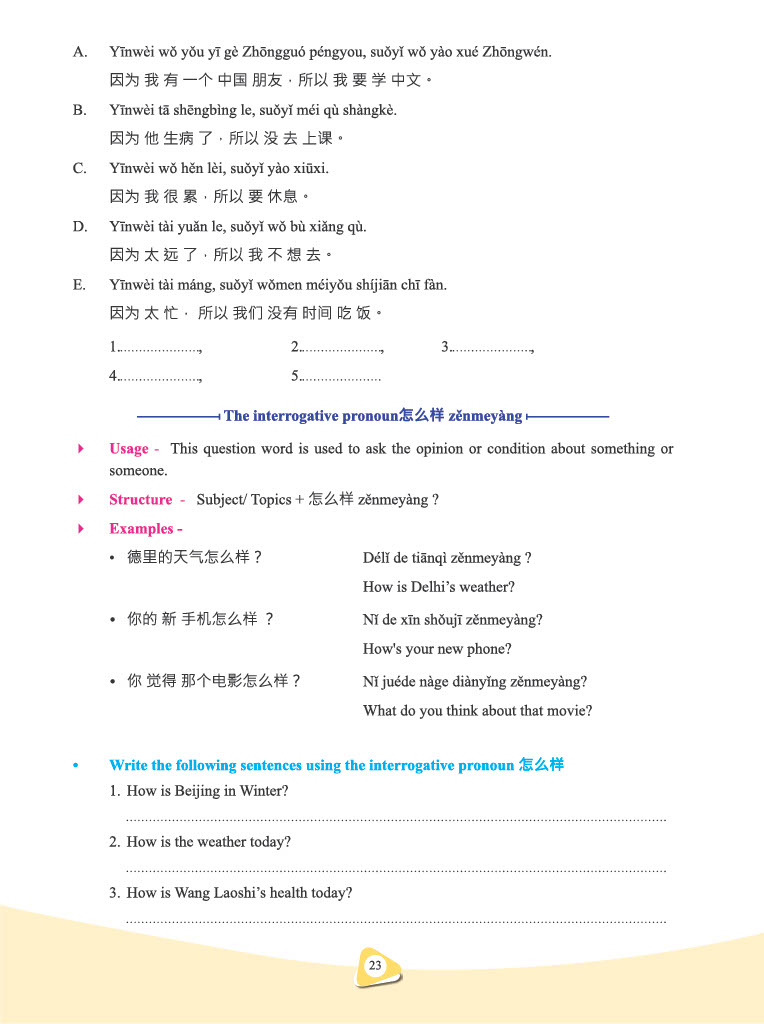 A. Yīnwèi wǒ yǒu yī gè Zhōngguó péngyou, suǒyǐ wǒ yào xué Zhōngwén.
因为 我 有 一个 中国 朋友，所以 我 要 学 中文。
B. Yīnwèi tā shēngbìng le, suǒyǐ méi qù shàngkè.
因为 他 生病 了，所以 没 去 上课。
C. Yīnwèi wǒ hěn lèi, suǒyǐ yào xiūxi.
因为 我 很 累，所以 要 休息。
D. Yīnwèi tài yuǎn le, suǒyǐ wǒ bù xiǎng qù.
因为 太 远 了，所以 我 不 想 去。
E. Yīnwèi tài máng, suǒyǐ wǒmen méiyǒu shíjiān chī fàn.
因为 太 忙， 所以 我们 没有 时间 吃 饭。
1....................., 2....................., 3.....................,
4....................., 5.....................
The interrogative pronoun怎么样 zěnmeyàng
Usage - This question word is used to ask the opinion or condition about something or
someone.
Structure - Subject/ Topics + 怎么样 zěnmeyàng ?
Examples -
• 德里的天气怎么样？ Délǐ de tiānqì zěnmeyàng ?
How is Delhi’s weather?
• 你的 新 手机怎么样 ？ Nǐ de xīn shǒujī zěnmeyàng?
How's your new phone?
• 你 觉得 那个电影怎么样？ Nǐ juéde nàge diànyǐng zěnmeyàng?
What do you think about that movie?
• Write the following sentences using the interrogative pronoun 怎么样
1. How is Beijing in Winter?
2. How is the weather today?
3. How is Wang Laoshi’s health today?
23